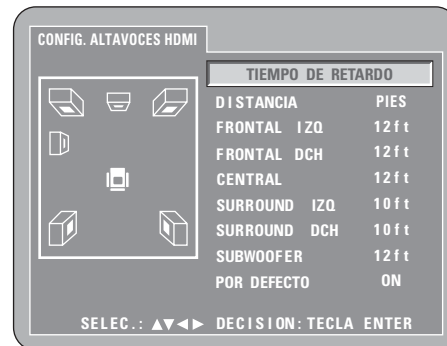 CONFIG. ALTAVOCES HDMI
TIEMPO DE RETARDO
DISTANCIA PIES
FRONTAL IZQ 12ft
FRONTAL DCH 12ft
CENTRAL 12ft
SURROUND IZQ 10ft
SURROUND DCH 10ft
SUBWOOFER 12ft
POR DEFECTO ON
SELEC.: ▲▼◄► DECISION: TECLA ENTER